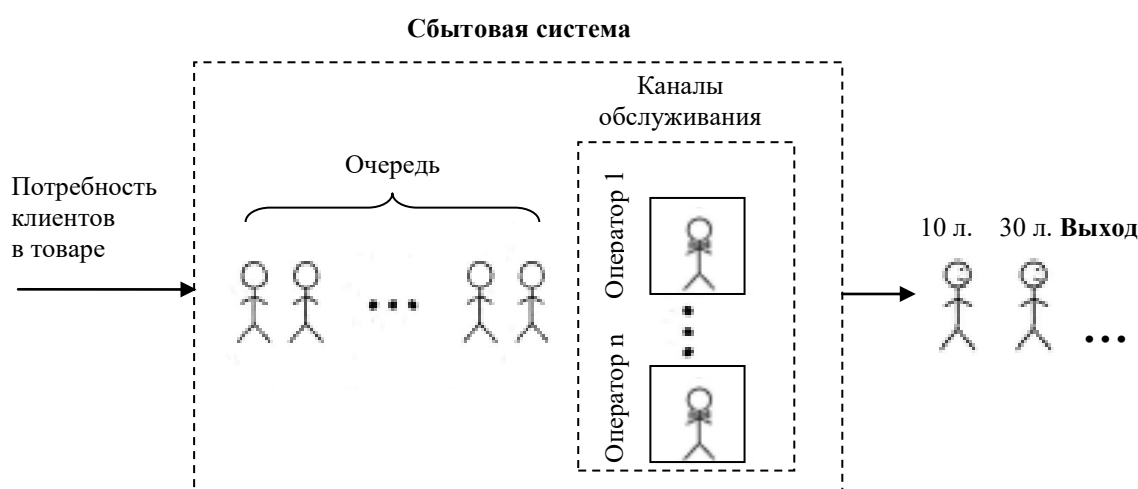 Сбытовая система
Каналы
обслуживания
Очередь
Потребность
клиентов
в товаре
Оператор 1
Оператор n
10 л. 30 л. Выход